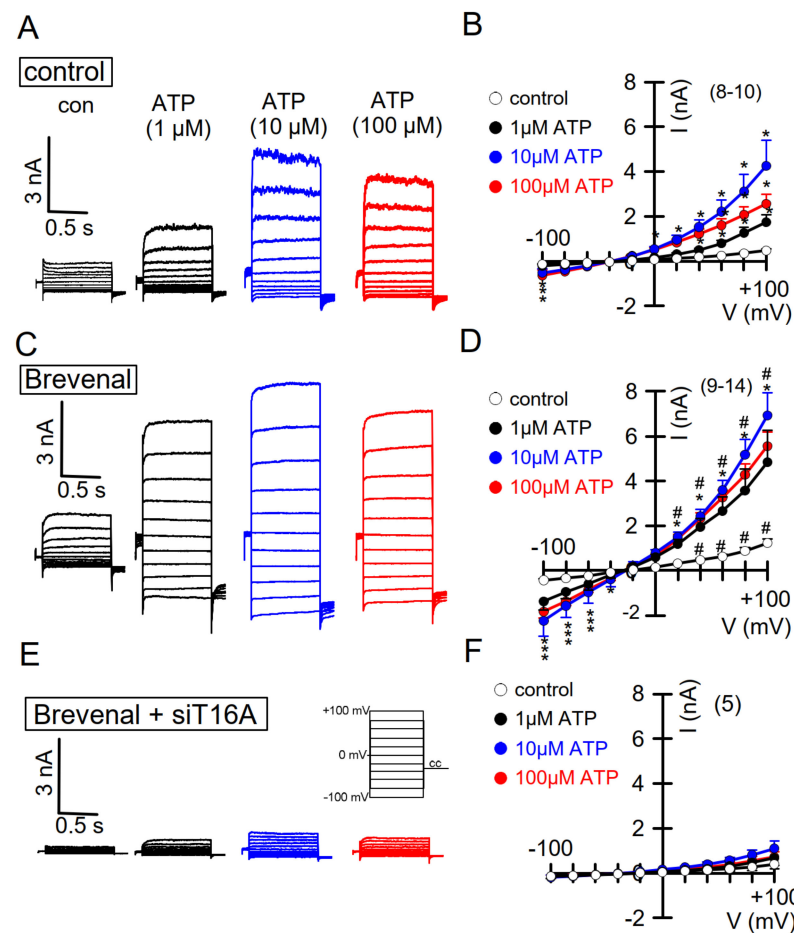 A
control
con
ATP
(1 µM)
ATP
(10 µM)
ATP
(100 µM)
3 nA
0.5 s
B
control
1µM ATP
10µM ATP
100µM ATP
8
6
4
2
-2
I (nA)
(8-10)
-100
+100
V (mV)
* * * * * *
* * * * *
* * * *
***
C
Brevenal
3 nA
0.5 s
D
control
1µM ATP
10µM ATP
100µM ATP
8
6
4
2
-2
I (nA)
(9-14)
-100
+100
V (mV)
# # # # #
* * * * *
# # # #
*** *** *** *
E
Brevenal + siT16A
3 nA
0.5 s
+100 mV
0 mV
-100 mV
cc
F
control
1µM ATP
10µM ATP
100µM ATP
8
6
4
2
-2
I (nA)
(5)
-100
+100
V (mV)